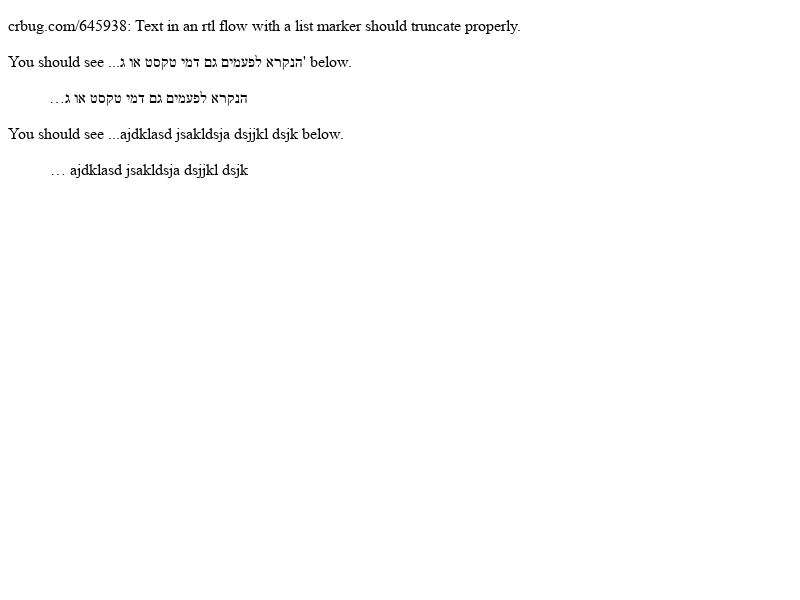 crbug.com/645938: Text in an rtl flow with a list marker should truncate properly.
You should see ...הנקרא לפעמים גם דמי טקסט או ג' below.
הנקרא לפעמים גם דמי טקסט או ג…
You should see ...ajdklasd jsakldsja dsjjkl dsjk below.
… ajdklasd jsakldsja dsjjkl dsjk